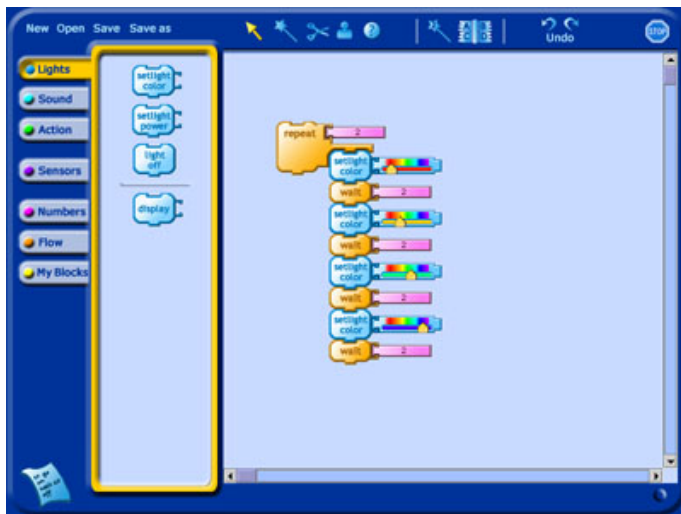 New Open Save Save as
Undo
STOP
Lights
Sound
Action
Sensors
Numbers
Flow
My Blocks
setlight
color
setlight
power
light
off
display
repeat 2
setlight
color
wait 2
setlight
color
wait 2
setlight
color
wait 2
setlight
color
wait 2